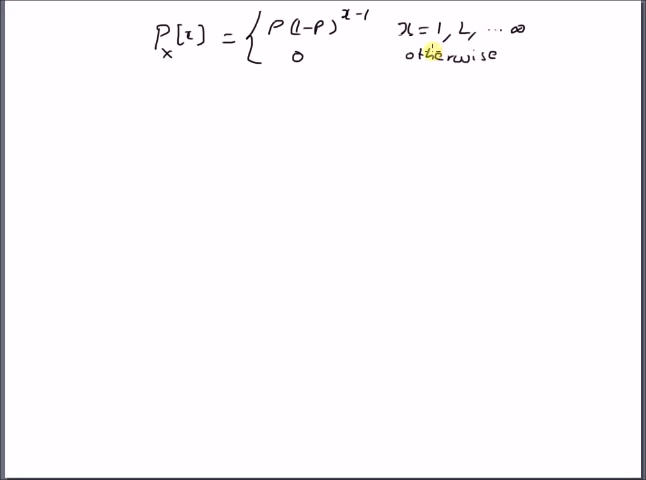 P_X[x] = { P(1-P)^{x-1} x = 1, 2, ... ∞
0 otherwise